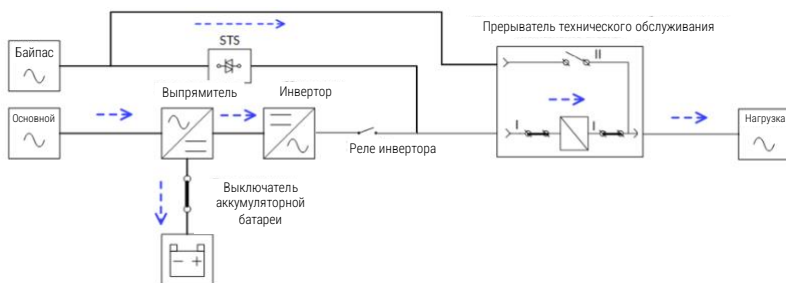 Прерыватель технического обслуживания
STS
Байпас
II
Выпрямитель
Инвертор
Основной
I
I
Нагрузка
Реле инвертора
Выключатель
аккумуляторной
батареи